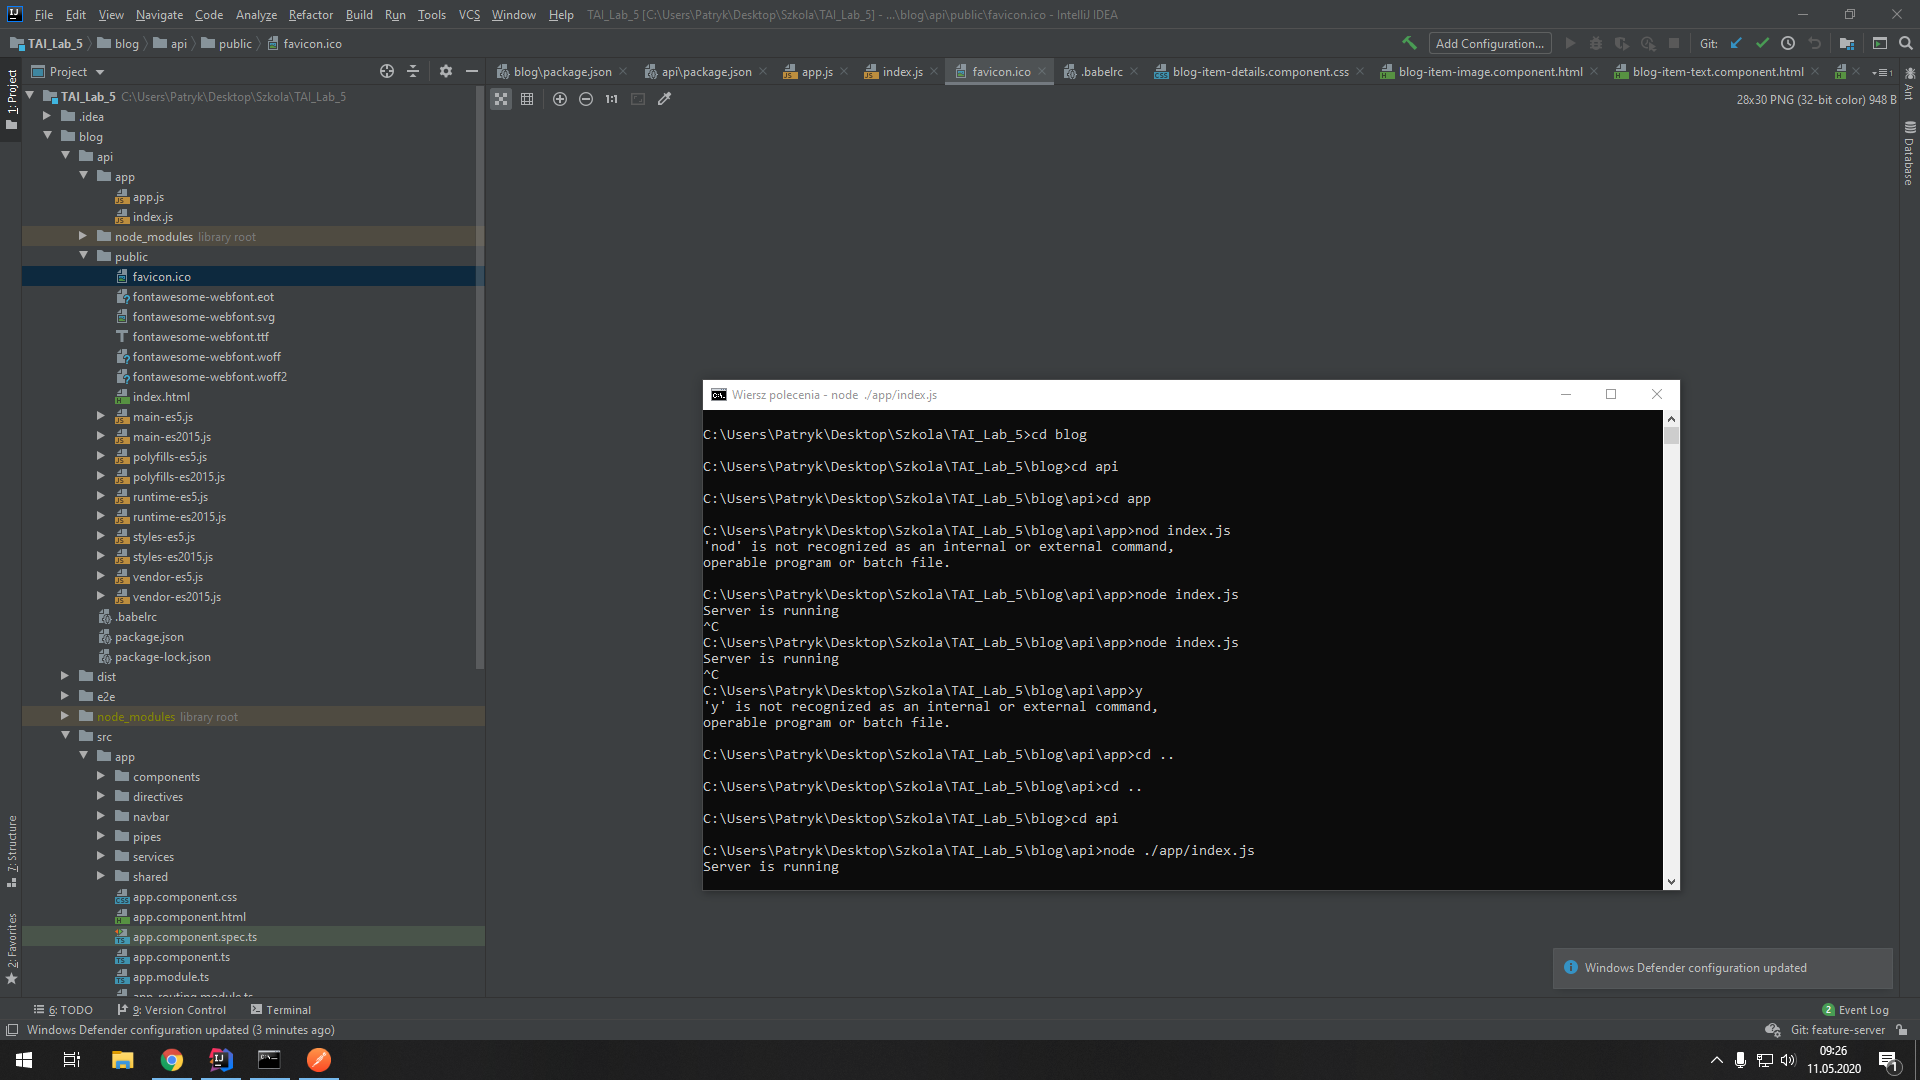 File Edit View Navigate Code Analyze Refactor Build Run Tools VCS Window Help TAI_Lab_5 [C:\Users\Patryk\Desktop\Szkola\TAI_Lab_5] - ...\blog\api\public\favicon.ico - IntelliJ IDEA
TAI_Lab_5 blog api public favicon.ico Add Configuration... Git:
Project blog\package.json api\package.json app.js index.js favicon.ico .babelrc blog-item-details.component.css blog-item-image.component.html blog-item-text.component.html
1: Project
Ant
Database
28x30 PNG (32-bit color) 948 B
1:1
TAI_Lab_5 C:\Users\Patryk\Desktop\Szkola\TAI_Lab_5
.idea
blog
api
app
app.js
index.js
node_modules library root
public
favicon.ico
fontawesome-webfont.eot
fontawesome-webfont.svg
fontawesome-webfont.ttf
fontawesome-webfont.woff
fontawesome-webfont.woff2
index.html
main-es5.js
main-es2015.js
polyfills-es5.js
polyfills-es2015.js
runtime-es5.js
runtime-es2015.js
styles-es5.js
styles-es2015.js
vendor-es5.js
vendor-es2015.js
.babelrc
package.json
package-lock.json
dist
e2e
node_modules library root
src
app
components
directives
navbar
pipes
services
shared
app.component.css
app.component.html
app.component.spec.ts
app.component.ts
app.module.ts
app-routing.module.ts
7: Structure
2: Favorites
Wiersz polecenia - node ./app/index.js
C:\Users\Patryk\Desktop\Szkola\TAI_Lab_5>cd blog
C:\Users\Patryk\Desktop\Szkola\TAI_Lab_5\blog>cd api
C:\Users\Patryk\Desktop\Szkola\TAI_Lab_5\blog\api>cd app
C:\Users\Patryk\Desktop\Szkola\TAI_Lab_5\blog\api\app>nod index.js
'nod' is not recognized as an internal or external command,
operable program or batch file.
C:\Users\Patryk\Desktop\Szkola\TAI_Lab_5\blog\api\app>node index.js
Server is running
^C
C:\Users\Patryk\Desktop\Szkola\TAI_Lab_5\blog\api\app>node index.js
Server is running
^C
C:\Users\Patryk\Desktop\Szkola\TAI_Lab_5\blog\api\app>y
'y' is not recognized as an internal or external command,
operable program or batch file.
C:\Users\Patryk\Desktop\Szkola\TAI_Lab_5\blog\api\app>cd ..
C:\Users\Patryk\Desktop\Szkola\TAI_Lab_5\blog\api>cd ..
C:\Users\Patryk\Desktop\Szkola\TAI_Lab_5\blog>cd api
C:\Users\Patryk\Desktop\Szkola\TAI_Lab_5\blog\api>node ./app/index.js
Server is running
Windows Defender configuration updated
6: TODO 9: Version Control Terminal 2 Event Log
Windows Defender configuration updated (3 minutes ago) Git: feature-server
09:26
11.05.2020
1